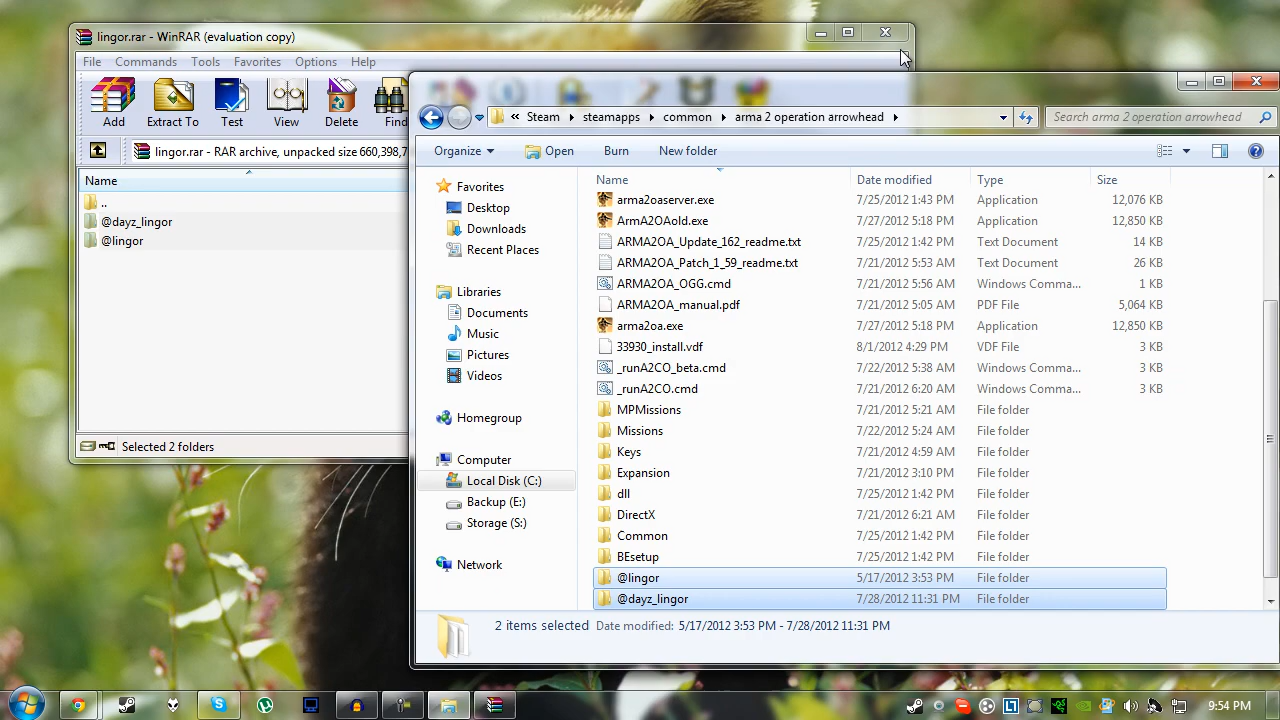 lingor.rar - WinRAR (evaluation copy)
File Commands Tools Favorites Options Help
Add Extract To Test View Delete Find
lingor.rar - RAR archive, unpacked size 660,398,7
Name
..
@dayz_lingor
@lingor
Selected 2 folders
« Steam steamapps common arma 2 operation arrowhead
Search arma 2 operation arrowhead
Organize Open Burn New folder
Favorites
Desktop
Downloads
Recent Places
Libraries
Documents
Music
Pictures
Videos
Homegroup
Computer
Local Disk (C:)
Backup (E:)
Storage (S:)
Network
Name Date modified Type Size
arma2oaserver.exe 7/25/2012 1:43 PM Application 12,076 KB
ArmA2OAold.exe 7/27/2012 5:18 PM Application 12,850 KB
ARMA2OA_Update_162_readme.txt 7/25/2012 1:42 PM Text Document 14 KB
ARMA2OA_Patch_1_59_readme.txt 7/21/2012 5:53 AM Text Document 26 KB
ARMA2OA_OGG.cmd 7/21/2012 5:56 AM Windows Comma... 1 KB
ARMA2OA_manual.pdf 7/21/2012 5:05 AM PDF File 5,064 KB
arma2oa.exe 7/27/2012 5:18 PM Application 12,850 KB
33930_install.vdf 8/1/2012 4:29 PM VDF File 3 KB
_runA2CO_beta.cmd 7/22/2012 5:38 AM Windows Comma... 3 KB
_runA2CO.cmd 7/21/2012 6:20 AM Windows Comma... 3 KB
MPMissions 7/21/2012 5:21 AM File folder
Missions 7/22/2012 5:24 AM File folder
Keys 7/21/2012 4:59 AM File folder
Expansion 7/21/2012 3:10 PM File folder
dll 7/25/2012 1:42 PM File folder
DirectX 7/21/2012 6:21 AM File folder
Common 7/25/2012 1:42 PM File folder
BEsetup 7/25/2012 1:42 PM File folder
@lingor 5/17/2012 3:53 PM File folder
@dayz_lingor 7/28/2012 11:31 PM File folder
2 items selected Date modified: 5/17/2012 3:53 PM - 7/28/2012 11:31 PM
9:54 PM